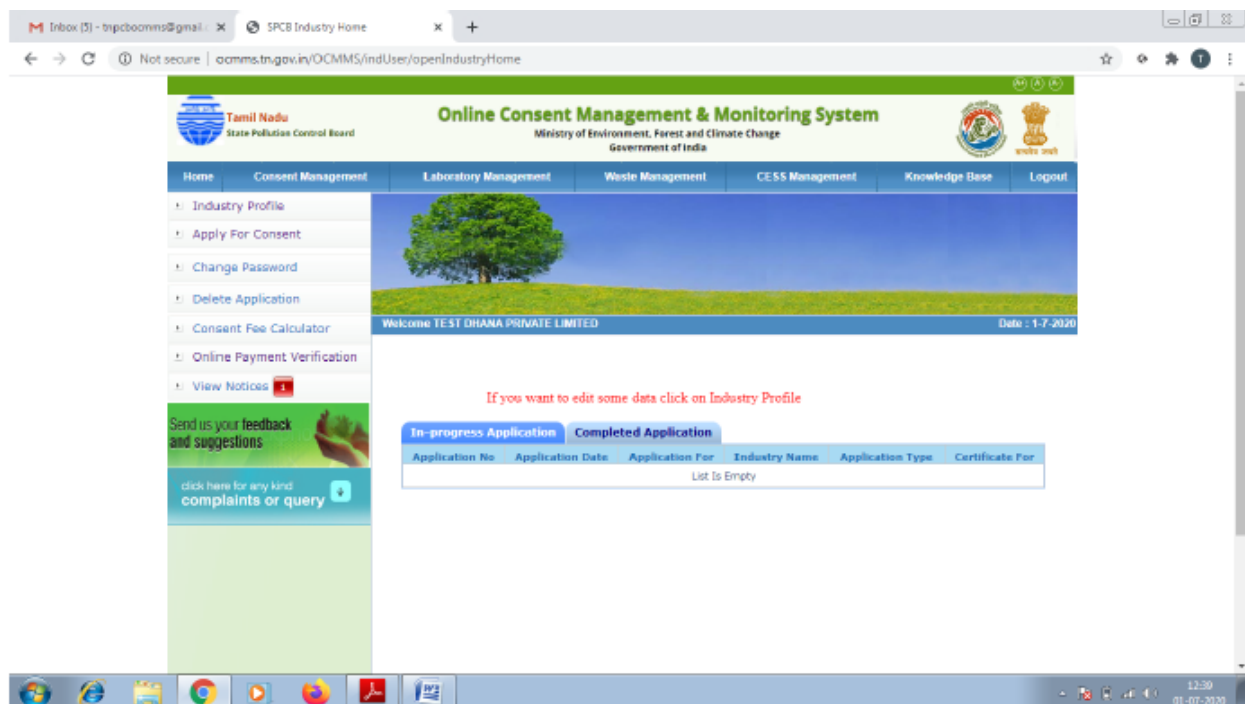 Inbox (5) - tnpcbocmms@gmail.c
SPCB Industry Home
Not secure | ocmms.tn.gov.in/OCMMS/indUser/openIndustryHome
Tamil Nadu
State Pollution Control Board
Online Consent Management & Monitoring System
Ministry of Environment, Forest and Climate Change
Government of India
सत्यमेव जयते
Home Consent Management Laboratory Management Waste Management CESS Management Knowledge Base Logout
Industry Profile
Apply For Consent
Change Password
Delete Application
Consent Fee Calculator
Online Payment Verification
View Notices 1
Send us your feedback
and suggestions
click here for any kind
complaints or query
Welcome TEST DHANA PRIVATE LIMITED Date : 1-7-2020
If you want to edit some data click on Industry Profile
In-progress Application Completed Application
Application No Application Date Application For Industry Name Application Type Certificate For
List Is Empty
12:39
01-07-2020